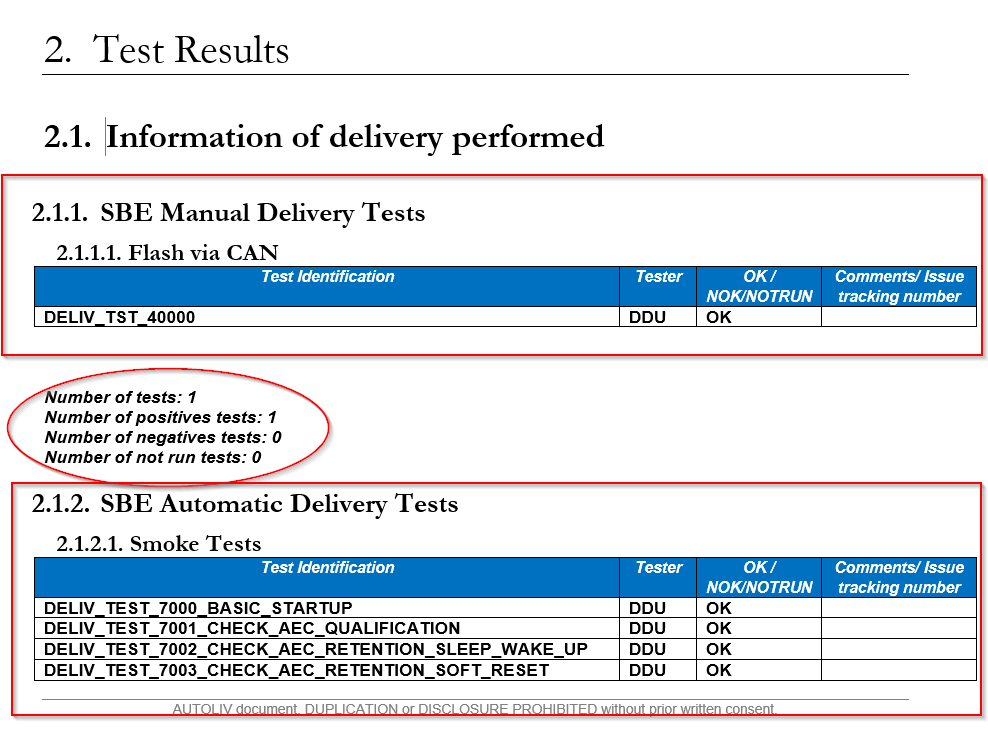 2. Test Results
2.1. Information of delivery performed
2.1.1. SBE Manual Delivery Tests
2.1.1.1. Flash via CAN
Test Identification Tester OK / NOK/NOTRUN Comments/ Issue tracking number
DELIV_TST_40000 DDU OK
Number of tests: 1
Number of positives tests: 1
Number of negatives tests: 0
Number of not run tests: 0
2.1.2. SBE Automatic Delivery Tests
2.1.2.1. Smoke Tests
Test Identification Tester OK / NOK/NOTRUN Comments/ Issue tracking number
DELIV_TEST_7000_BASIC_STARTUP DDU OK
DELIV_TEST_7001_CHECK_AEC_QUALIFICATION DDU OK
DELIV_TEST_7002_CHECK_AEC_RETENTION_SLEEP_WAKE_UP DDU OK
DELIV_TEST_7003_CHECK_AEC_RETENTION_SOFT_RESET DDU OK
AUTOLIV document. DUPLICATION or DISCLOSURE PROHIBITED without prior written consent.